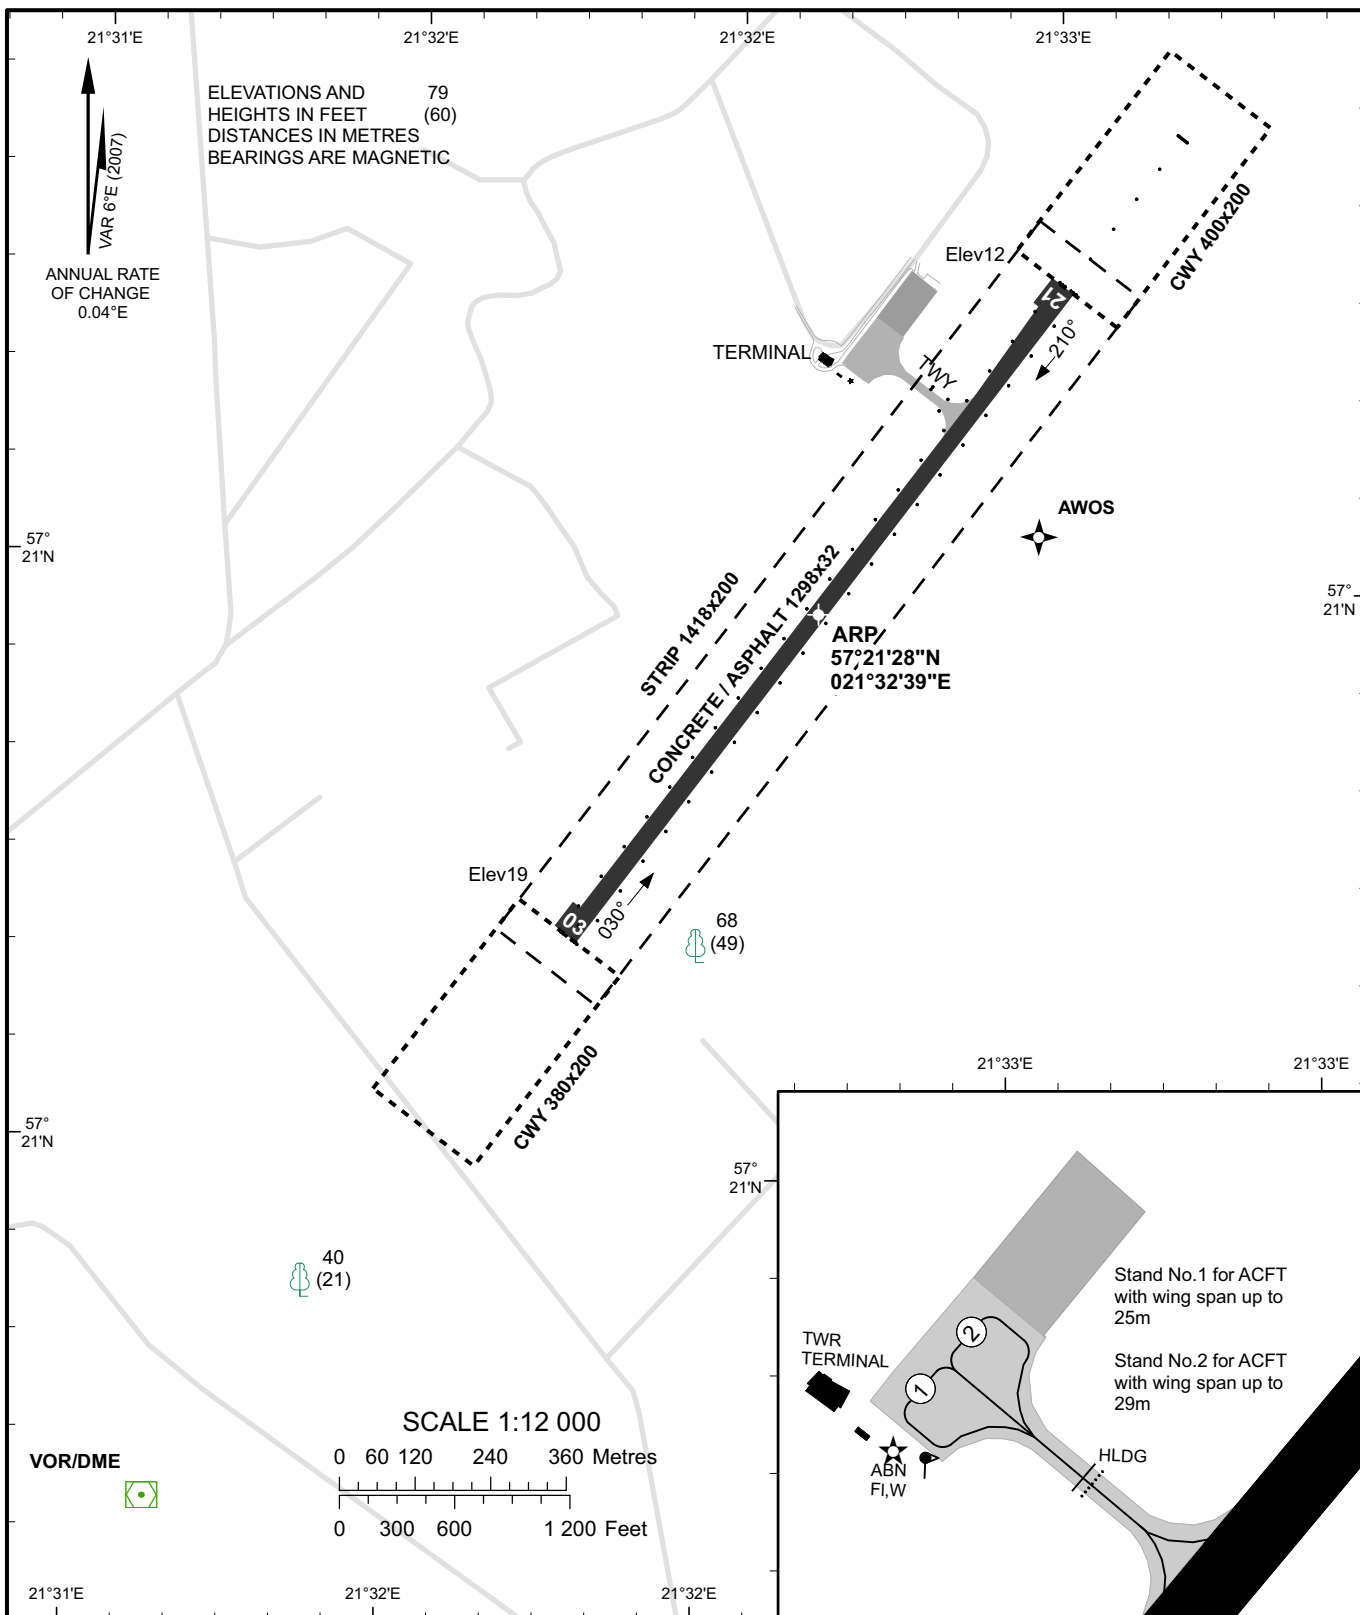 21°31'E
21°32'E
21°32'E
21°33'E
ELEVATIONS AND 79
HEIGHTS IN FEET (60)
DISTANCES IN METRES
BEARINGS ARE MAGNETIC
VAR 6°E (2007)
ANNUAL RATE
OF CHANGE
0.04°E
CWY 400x200
Elev12
21
210°
TERMINAL
TWY
AWOS
57°
21'N
57°
21'N
STRIP 1418x200
CONCRETE / ASPHALT 1298x32
ARP
57°21'28"N
021°32'39"E
Elev19
03
030°
68
(49)
CWY 380x200
57°
21'N
40
(21)
VOR/DME
SCALE 1:12 000
0 60 120 240 360 Metres
0 300 600 1 200 Feet
21°31'E
21°32'E
21°32'E
21°33'E
21°33'E
57°
21'N
Stand No.1 for ACFT
with wing span up to
25m
Stand No.2 for ACFT
with wing span up to
29m
2
1
TWR
TERMINAL
HLDG
ABN
Fl,W